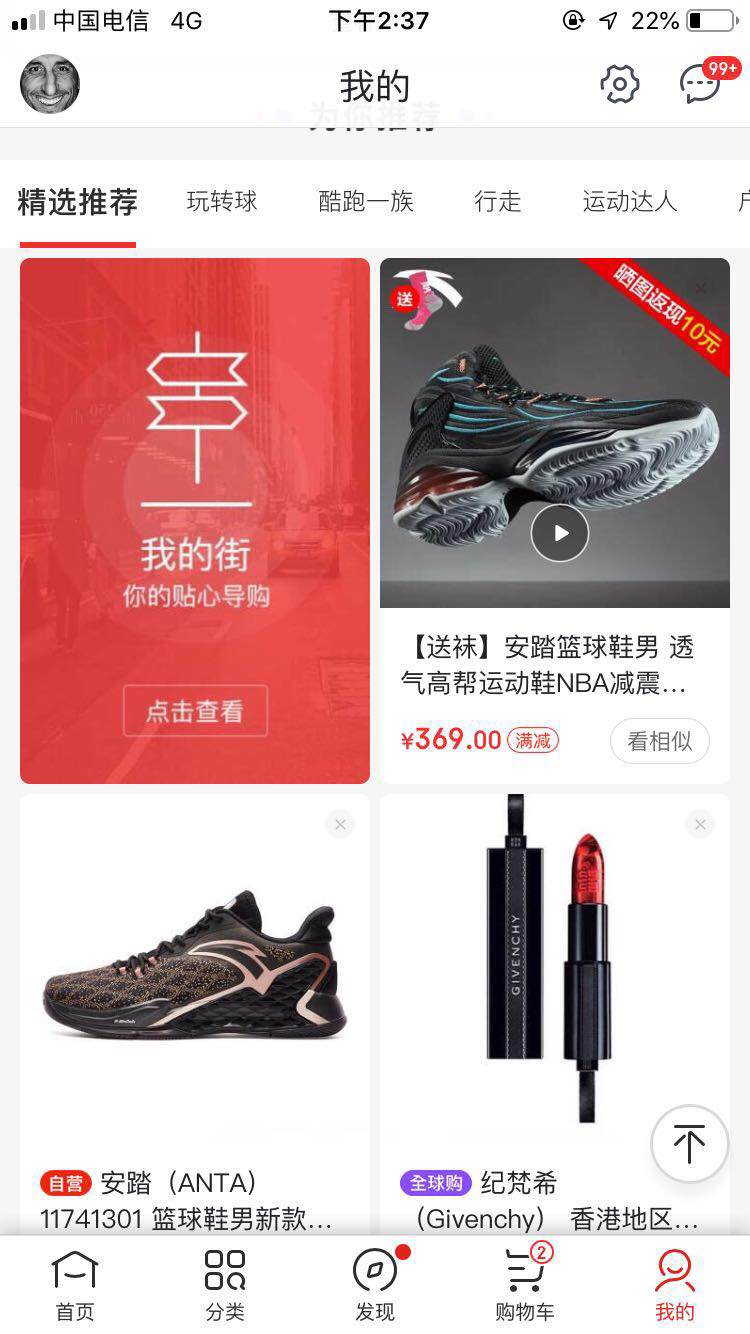 中国电信 4G 下午2:37 22%
我的
99+
为你推荐
精选推荐 玩转球 酷跑一族 行走 运动达人
我的街
你的贴心导购
点击查看
送
晒图返现10元
【送袜】安踏篮球鞋男 透
气高帮运动鞋NBA减震...
¥369.00 满减 看相似
GIVENCHY
自营 安踏（ANTA）
11741301 篮球鞋男新款...
全球购 纪梵希
（Givenchy） 香港地区...
2
首页 分类 发现 购物车 我的